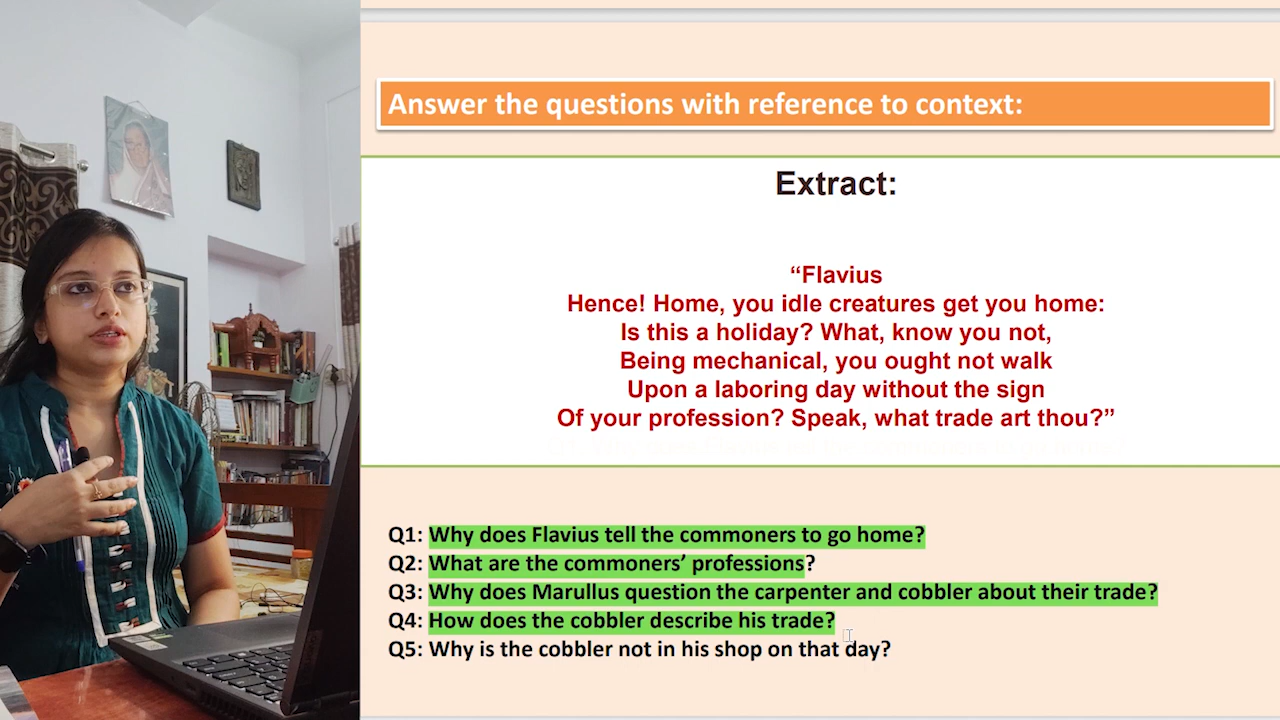 Answer the questions with reference to context:
Extract:
“Flavius
Hence! Home, you idle creatures get you home:
Is this a holiday? What, know you not,
Being mechanical, you ought not walk
Upon a laboring day without the sign
Of your profession? Speak, what trade art thou?”
Q1: Why does Flavius tell the commoners to go home?
Q2: What are the commoners’ professions?
Q3: Why does Marullus question the carpenter and cobbler about their trade?
Q4: How does the cobbler describe his trade?
Q5: Why is the cobbler not in his shop on that day?